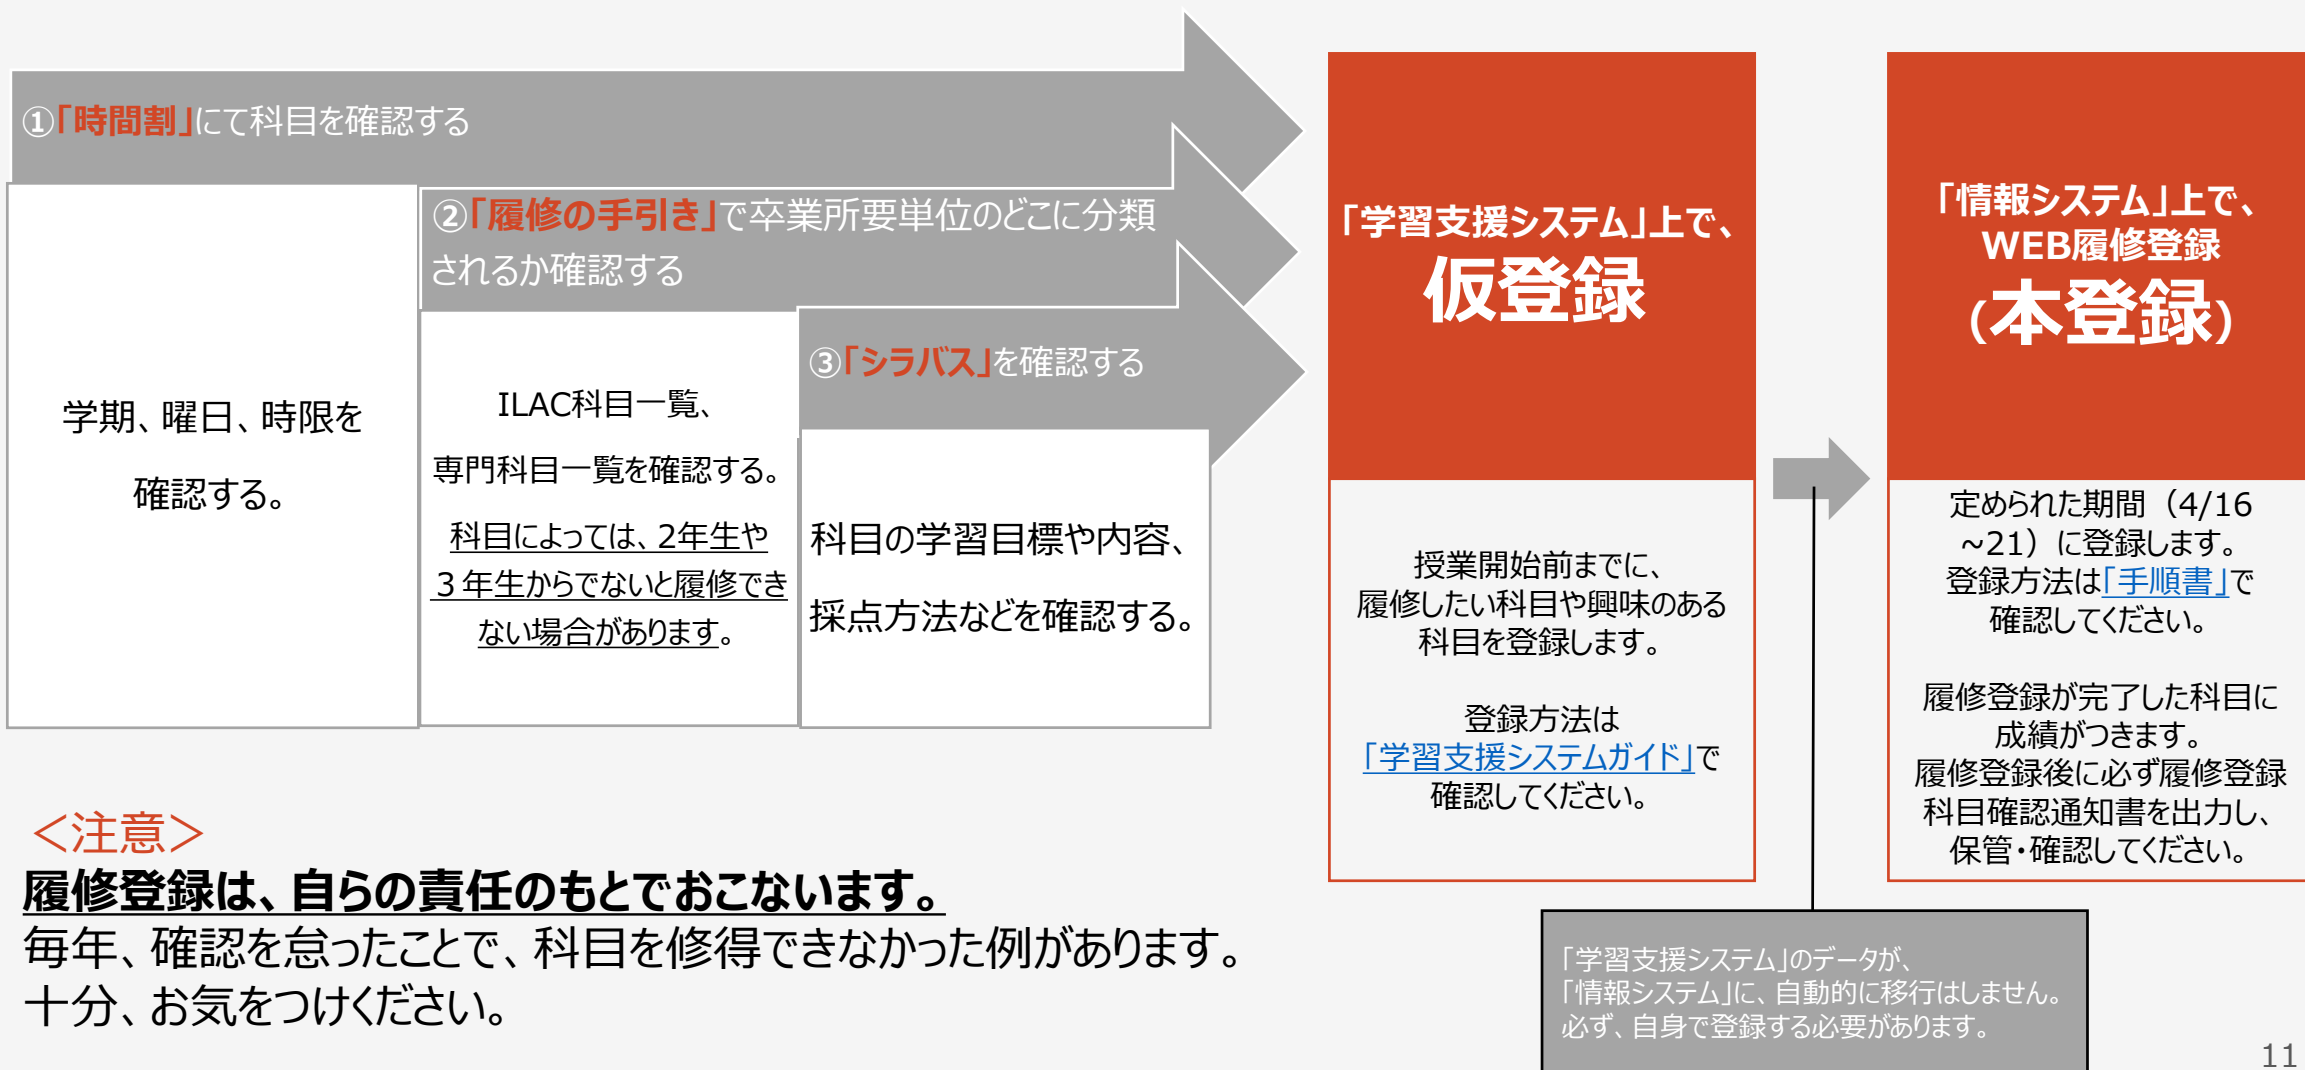 ①「時間割」にて科目を確認する
学期、曜日、時限を
確認する。
②「履修の手引き」で卒業所要単位のどこに分類
されるか確認する
ILAC科目一覧、
専門科目一覧を確認する。
科目によっては、2年生や
３年生からでないと履修でき
ない場合があります。
③「シラバス」を確認する
科目の学習目標や内容、
採点方法などを確認する。
「学習支援システム」上で、
仮登録
授業開始前までに、
履修したい科目や興味のある
科目を登録します。
登録方法は
「学習支援システムガイド」で
確認してください。
「情報システム」上で、
WEB履修登録
（本登録）
定められた期間（4/16
~21）に登録します。
登録方法は「手順書」で
確認してください。
履修登録が完了した科目に
成績がつきます。
履修登録後に必ず履修登録
科目確認通知書を出力し、
保管・確認してください。
＜注意＞
履修登録は、自らの責任のもとでおこないます。
毎年、確認を怠ったことで、科目を修得できなかった例があります。
十分、お気をつけください。
「学習支援システム」のデータが、
「情報システム」に、自動的に移行はしません。
必ず、自身で登録する必要があります。
11